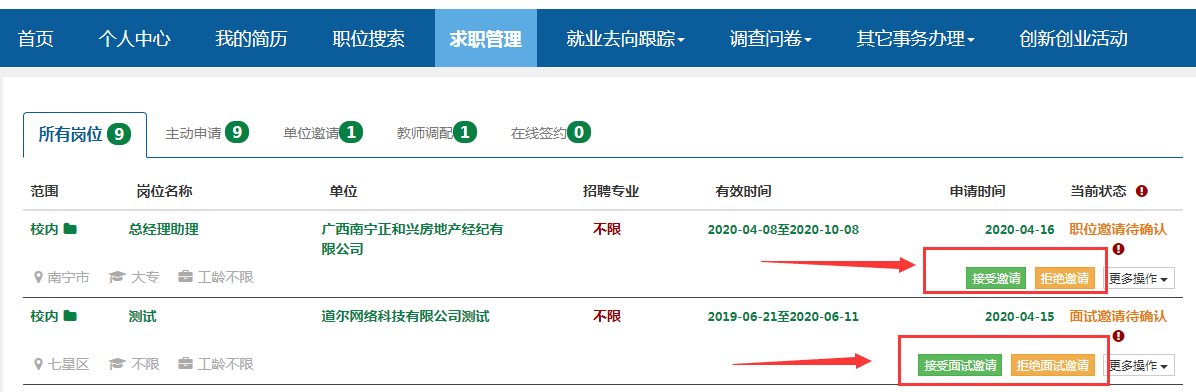 首页 个人中心 我的简历 职位搜索 求职管理 就业去向跟踪 调查问卷 其它事务办理 创新创业活动
所有岗位 9 主动申请 9 单位邀请 1 教师调配 1 在线签约 0
范围 岗位名称 单位 招聘专业 有效时间 申请时间 当前状态
校内 总经理助理 广西南宁正和兴房地产经纪有 不限 2020-04-08至2020-10-08 2020-04-16 职位邀请待确认
限公司
南宁市 大专 工龄不限 接受邀请 拒绝邀请 更多操作
校内 测试 道尔网络科技有限公司测试 不限 2019-06-21至2020-06-11 2020-04-15 面试邀请待确认
七星区 不限 工龄不限 接受面试邀请 拒绝面试邀请 更多操作